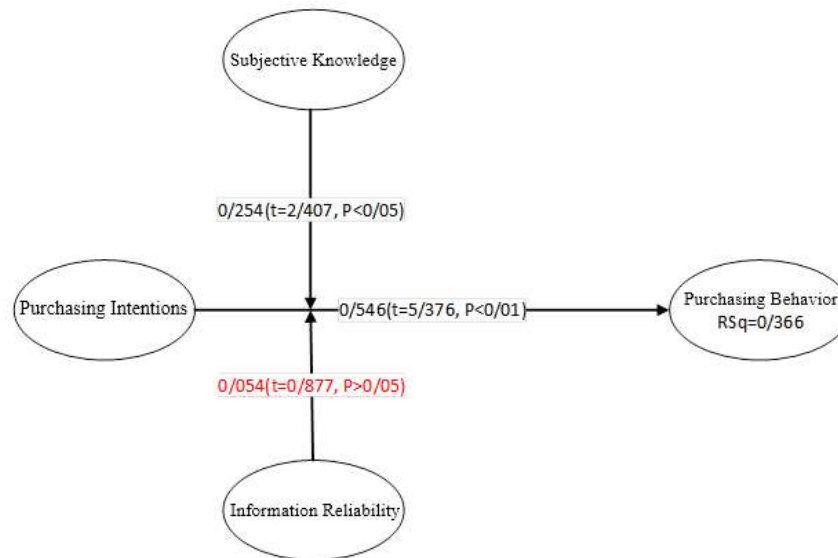 Subjective Knowledge
0/254(t=2/407, P<0/05)
Purchasing Intentions
0/546(t=5/376, P<0/01)
Purchasing Behavior
RSq=0/366
0/054(t=0/877, P>0/05)
Information Reliability